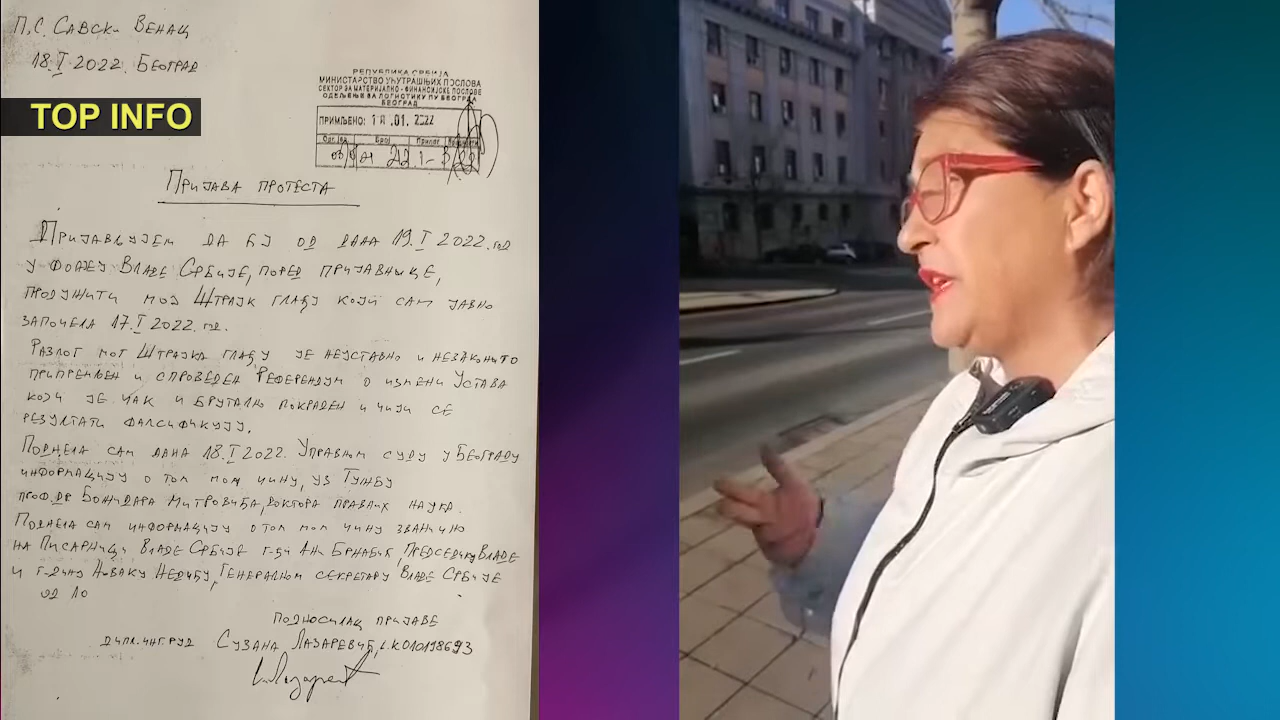 П.С. САВСКИ ВЕНАЦ
18.I 2022. БЕОГРАД
TOP INFO
РЕПУБЛИКА СРБИЈА
МИНИСТАРСТВО УНУТРАШЊИХ ПОСЛОВА
СЕКТОР ЗА МАТЕРИЈАЛНО - ФИНАНСИЈСКЕ ПОСЛОВЕ
ОДЕЉЕЊЕ ЗА ЛОГИСТИКУ ПУ БЕОГРАД
БЕОГРАД
ПРИМЉЕНО: 18.01.2022
Орг.јед. Број Прилог
ПРИЈАВА ПРОТЕСТА
ПРИЈАВЉУЈЕМ ДА ЋУ ОД ДАНА 19.I 2022. год
У ФОАЈЕУ ВЛАДЕ СРБИЈЕ, ПОРЕД ПРИЈАВНИЦЕ,
ПРОДУЖИТИ МОЈ ШТРАЈК ГЛАЂУ КОЈИ САМ ЈАВНО
ЗАПОЧЕЛА 17.I 2022. год.
РАЗЛОГ МОГ ШТРАЈКА ГЛАЂУ ЈЕ НЕУСТАВНО И НЕЗАКОНИТО
ПРИПРЕМЉЕН И СПРОВЕДЕН РЕФЕРЕНДУМ О ИЗМЕНИ УСТАВА
КОЈИ ЈЕ ЧАК И БРУТАЛНО ПОКРАДЕН И ЧИЈИ СЕ
РЕЗУЛТАТИ ФАЛСИФИКУЈУ.
ПОДНЕЛА САМ ДАНА 18.I 2022. УПРАВНОМ СУДУ У БЕОГРАДУ
ИНФОРМАЦИЈУ О ТОМ МОМ ЧИНУ, УЗ ТУЖБУ
ПРОФ.ДР БОЖИДАРА МИТРОВИЋА, ДОКТОРА ПРАВНИХ НАУКА.
ПОДНЕЛА САМ ИНФОРМАЦИЈУ О ТОМ МОМ ЧИНУ ЗВАНИЧНО
НА ПИСАРНИЦИ ВЛАДЕ СРБИЈЕ Г-ЂИ АНИ БРНАБИЋ, ПРЕДСЕДНИКУ ВЛАДЕ
И Г-ДИНУ НОВАКУ НЕДИЋУ, ГЕНЕРАЛНОМ СЕКРЕТАРУ ВЛАДЕ СРБИЈЕ
ПОДНОСИЛАЦ ПРИЈАВЕ
ДИПЛ.ИНГ.ГРАЂ СУЗАНА ЛАЗАРЕВИЋ, L.K.010198693